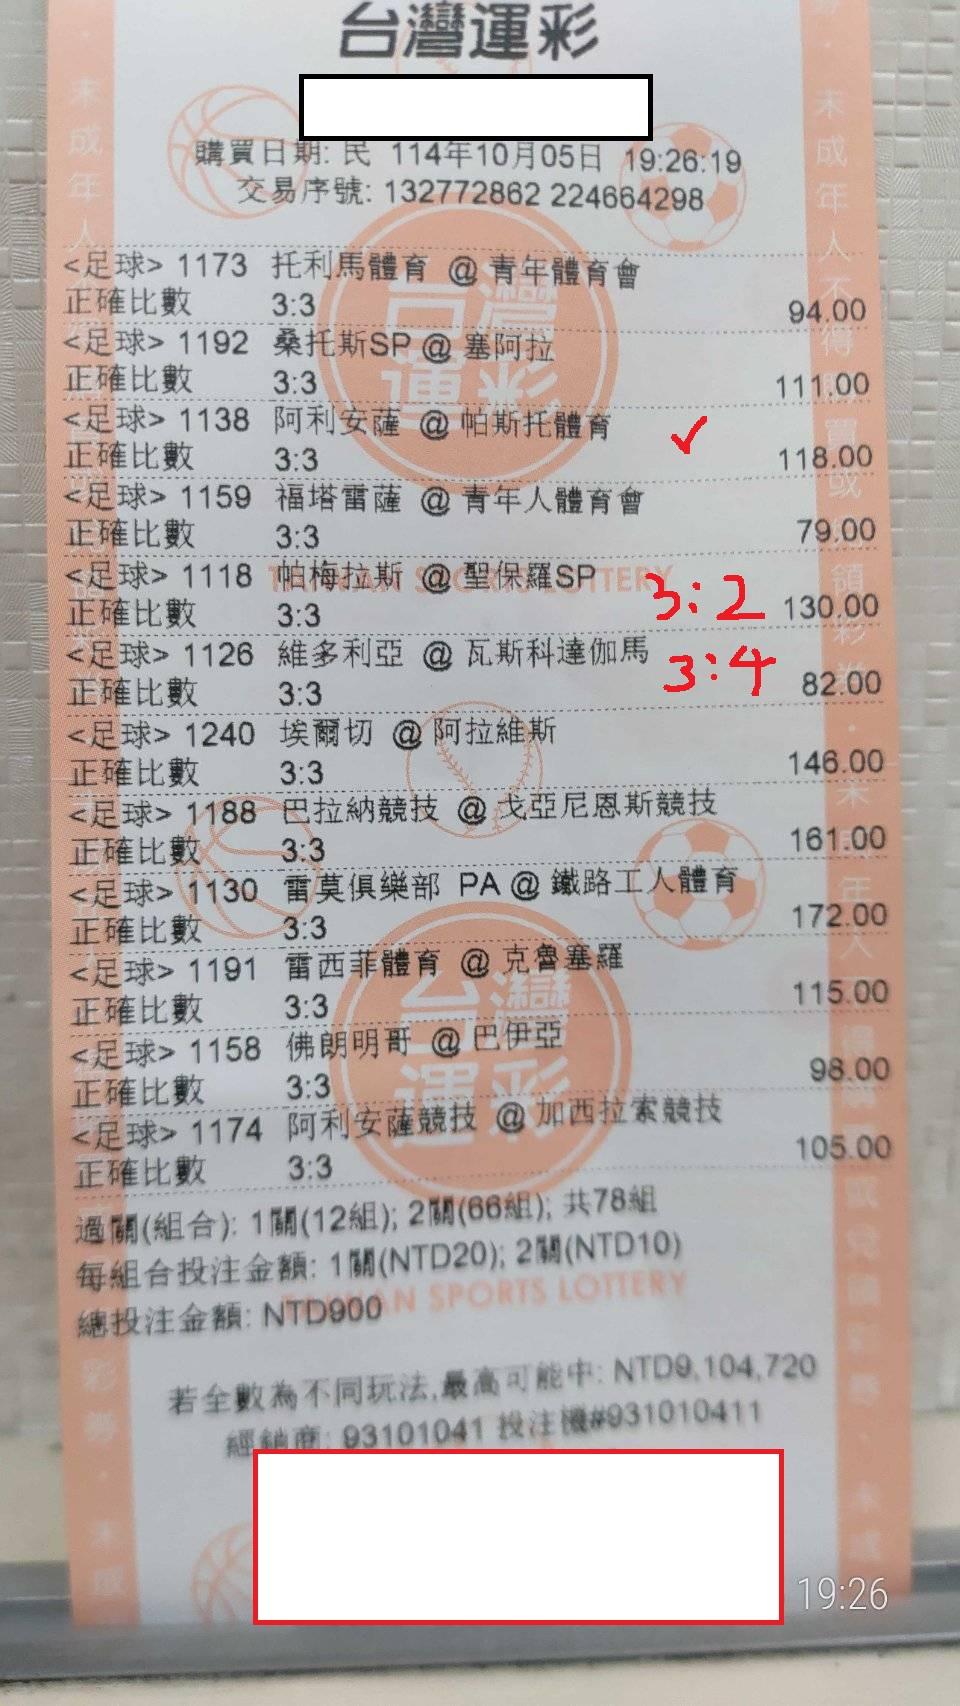 台灣運彩
購買日期: 民 114年10月05日 19:26:19
交易序號: 132772862 224664298
<足球> 1173 托利馬體育 @ 青年體育會
正確比數 3:3 94.00
<足球> 1192 桑托斯SP @ 塞阿拉
正確比數 3:3 111.00
<足球> 1138 阿利安薩 @ 帕斯托體育 ✓
正確比數 3:3 118.00
<足球> 1159 福塔雷薩 @ 青年人體育會
正確比數 3:3 79.00
<足球> 1118 帕梅拉斯 @ 聖保羅SP 3:2
正確比數 3:3 130.00
<足球> 1126 維多利亞 @ 瓦斯科達伽馬 3:4
正確比數 3:3 82.00
<足球> 1240 埃爾切 @ 阿拉維斯
正確比數 3:3 146.00
<足球> 1188 巴拉納競技 @ 戈亞尼恩斯競技
正確比數 3:3 161.00
<足球> 1130 雷莫俱樂部 PA @ 鐵路工人體育
正確比數 3:3 172.00
<足球> 1191 雷西菲體育 @ 克魯塞羅
正確比數 3:3 115.00
<足球> 1158 佛朗明哥 @ 巴伊亞
正確比數 3:3 98.00
<足球> 1174 阿利安薩競技 @ 加西拉索競技
正確比數 3:3 105.00
過關(組合): 1關(12組); 2關(66組); 共78組
每組合投注金額: 1關(NTD20); 2關(NTD10)
TAIWAN SPORTS LOTTERY
總投注金額: NTD900
若全數為不同玩法,最高可能中: NTD9,104,720
經銷商: 93101041 投注機#931010411
19:26